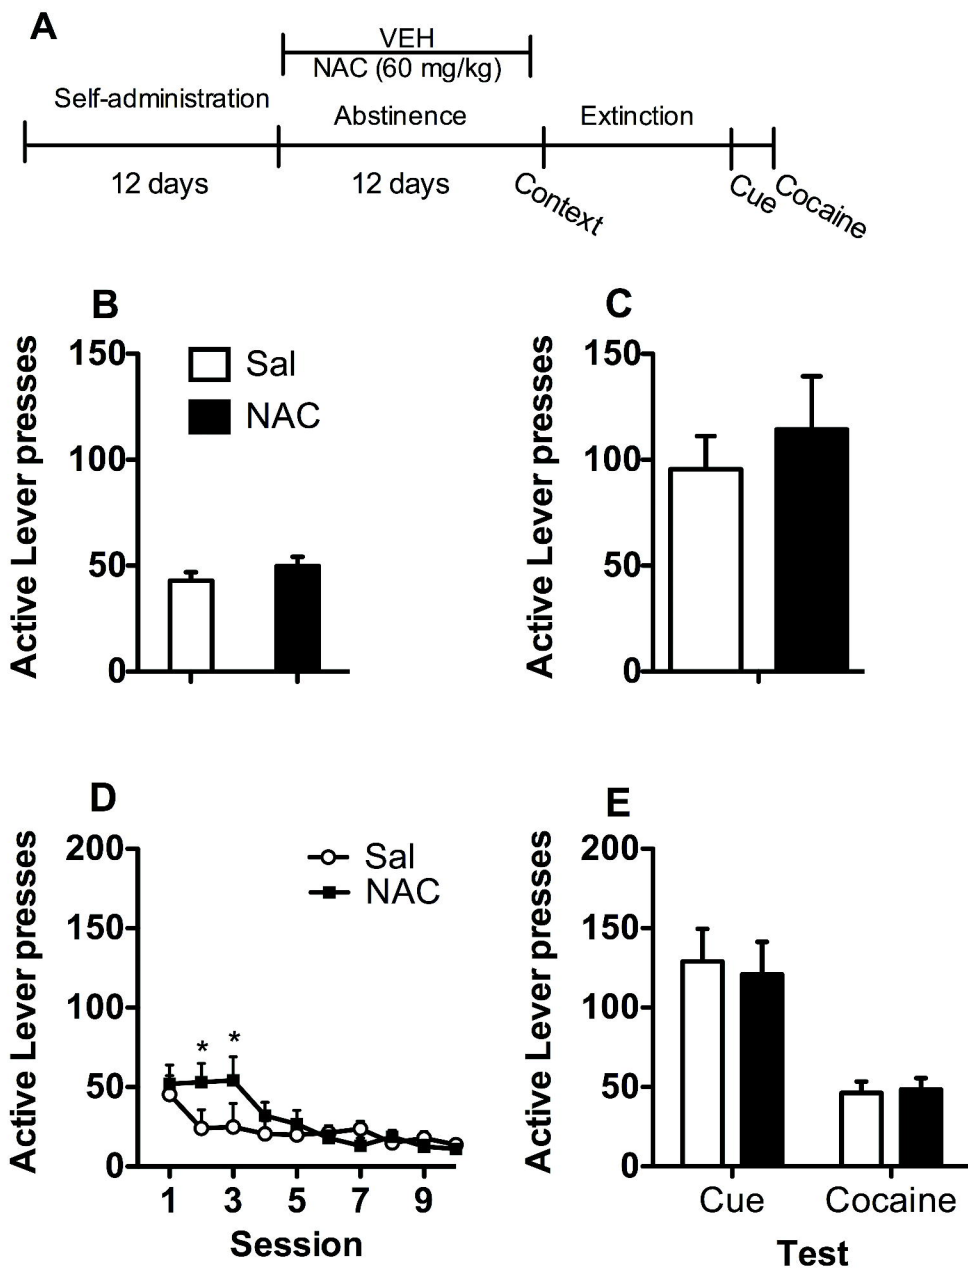 A
VEH
NAC (60 mg/kg)
Self-administration
Abstinence
Extinction
12 days
12 days
Context
Cue
Cocaine
B
Active Lever presses
150
100
50
0
Sal
NAC
C
Active Lever presses
150
100
50
0
D
Active Lever presses
200
150
100
50
0
Sal
NAC
* *
1 3 5 7 9
Session
E
Active Lever presses
200
150
100
50
0
Cue Cocaine
Test